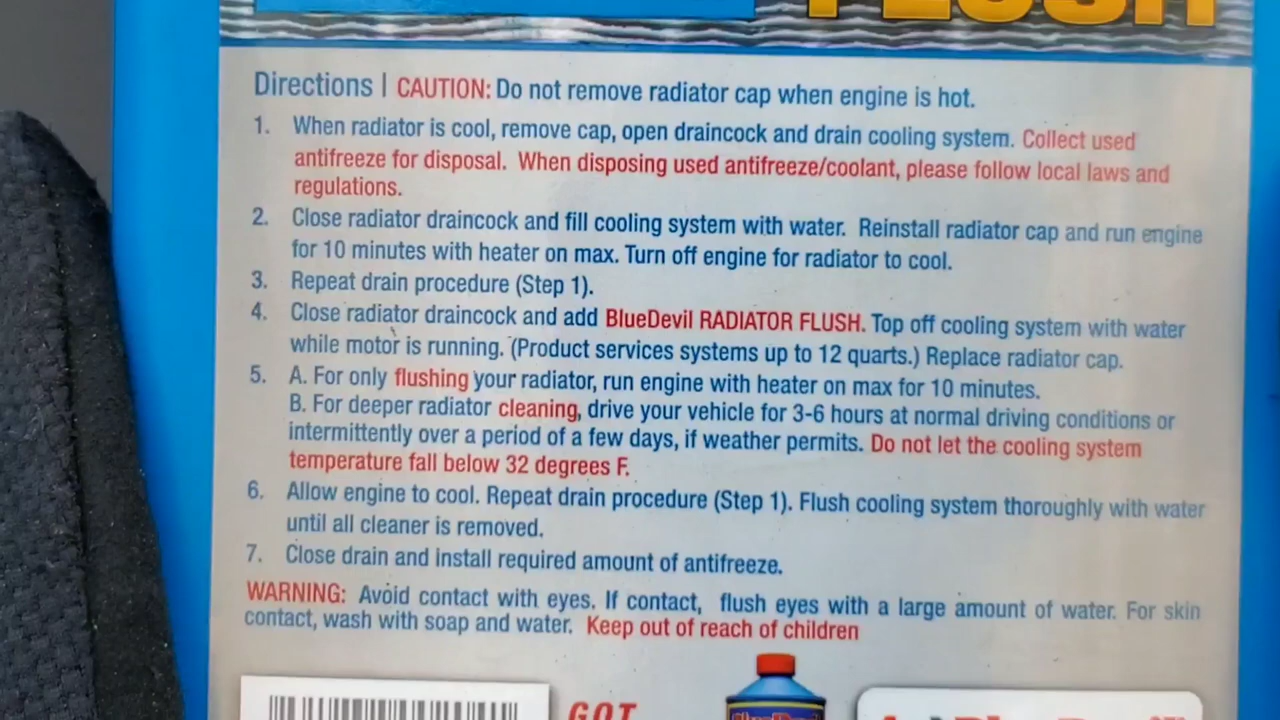 FLUSH
Directions | CAUTION: Do not remove radiator cap when engine is hot.
1. When radiator is cool, remove cap, open draincock and drain cooling system. Collect used
antifreeze for disposal. When disposing used antifreeze/coolant, please follow local laws and
regulations.
2. Close radiator draincock and fill cooling system with water. Reinstall radiator cap and run engine
for 10 minutes with heater on max. Turn off engine for radiator to cool.
3. Repeat drain procedure (Step 1).
4. Close radiator draincock and add BlueDevil RADIATOR FLUSH. Top off cooling system with water
while motor is running. (Product services systems up to 12 quarts.) Replace radiator cap.
5. A. For only flushing your radiator, run engine with heater on max for 10 minutes.
B. For deeper radiator cleaning, drive your vehicle for 3-6 hours at normal driving conditions or
intermittently over a period of a few days, if weather permits. Do not let the cooling system
temperature fall below 32 degrees F.
6. Allow engine to cool. Repeat drain procedure (Step 1). Flush cooling system thoroughly with water
until all cleaner is removed.
7. Close drain and install required amount of antifreeze.
WARNING: Avoid contact with eyes. If contact, flush eyes with a large amount of water. For skin
contact, wash with soap and water. Keep out of reach of children
GOT